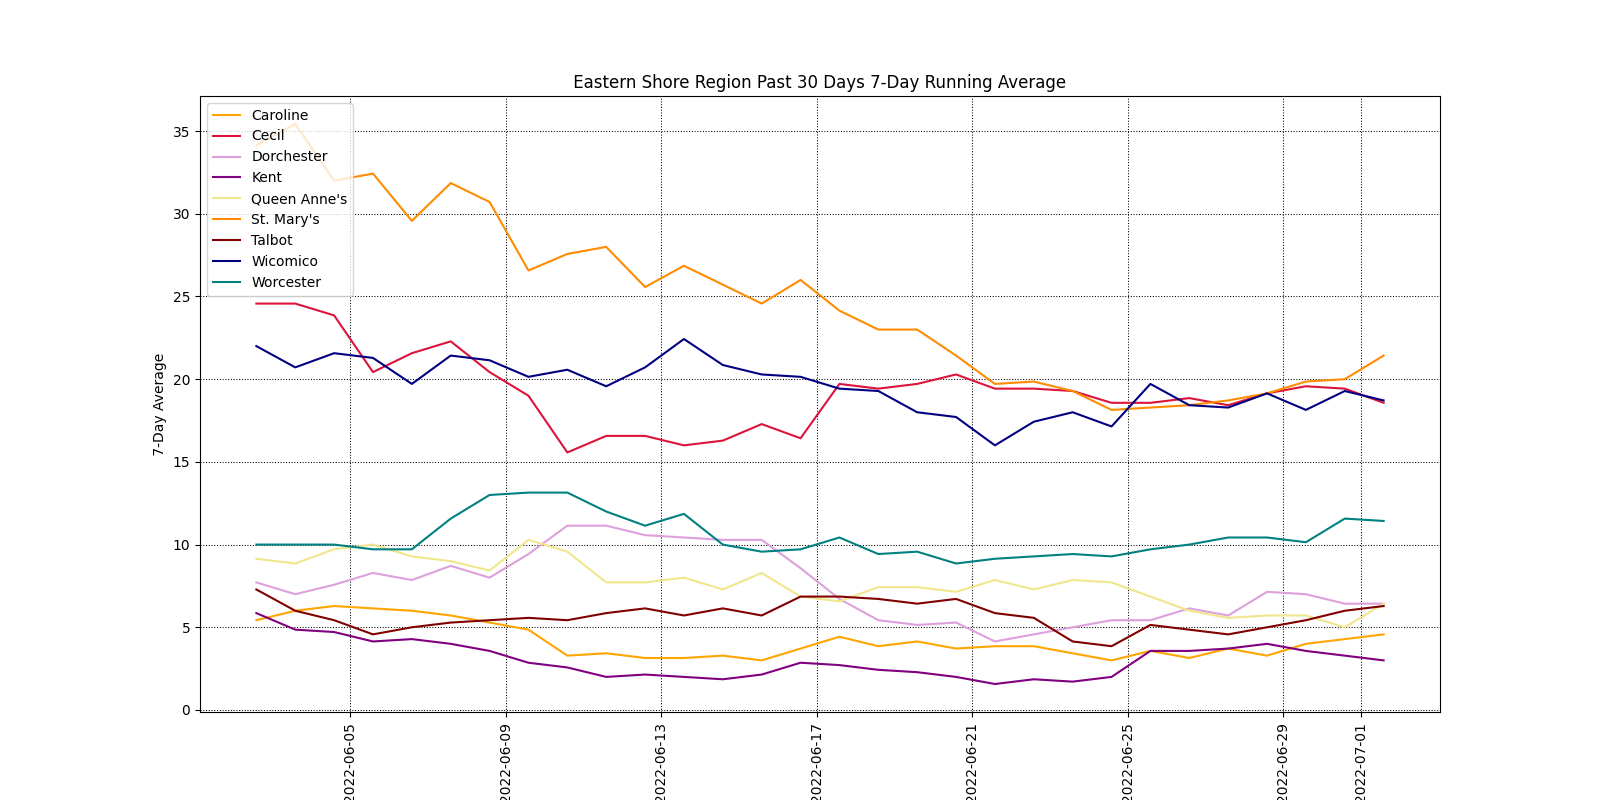 Eastern Shore Region Past 30 Days 7-Day Running Average
Caroline
Cecil
Dorchester
Kent
Queen Anne's
St. Mary's
Talbot
Wicomico
Worcester
35
30
25
20
15
10
5
0
7-Day Average
2022-06-05
2022-06-09
2022-06-13
2022-06-17
2022-06-21
2022-06-25
2022-06-29
2022-07-01